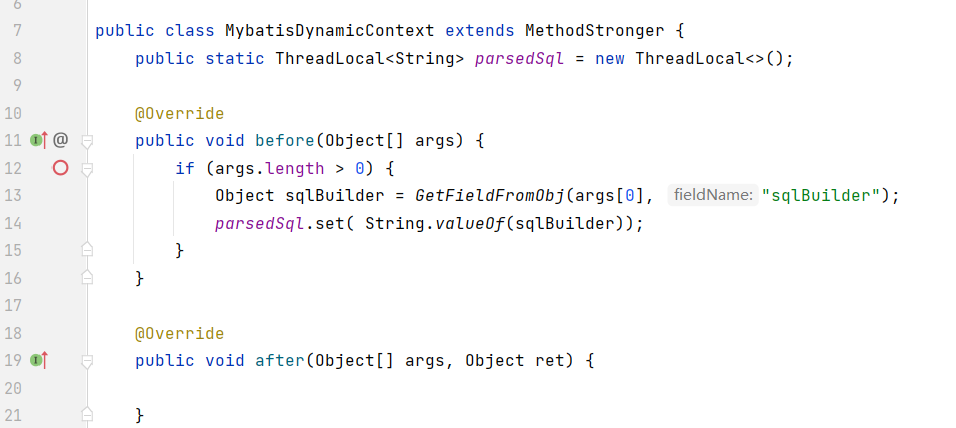 6
7 public class MybatisDynamicContext extends MethodStronger {
8     public static ThreadLocal<String> parsedSql = new ThreadLocal<>();
9
10     @Override
11 @ public void before(Object[] args) {
12         if (args.length > 0) {
13             Object sqlBuilder = GetFieldFromObj(args[0], fieldName: "sqlBuilder");
14             parsedSql.set( String.valueOf(sqlBuilder));
15         }
16     }
17
18     @Override
19     public void after(Object[] args, Object ret) {
20
21     }